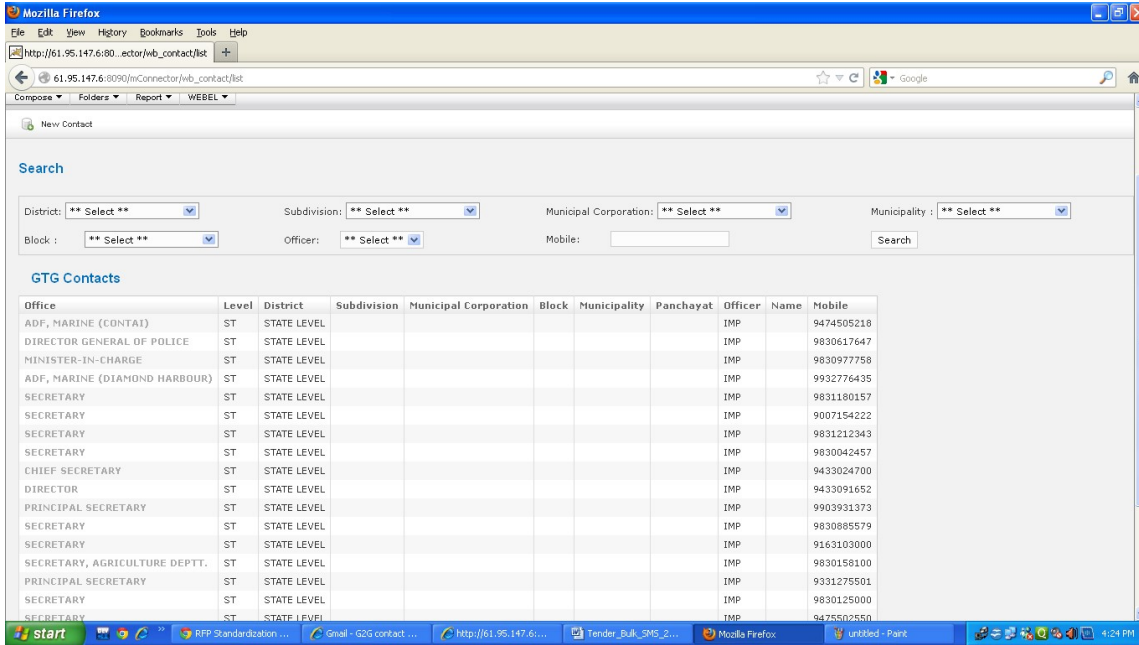 Mozilla Firefox
File Edit View History Bookmarks Tools Help
http://61.95.147.6:80...ector/wb_contact/list +
61.95.147.6:8090/mConnector/wb_contact/list Google
Compose Folders Report WEBEL
New Contact
Search
District: ** Select ** Subdivision: ** Select ** Municipal Corporation: ** Select ** Municipality : ** Select **
Block : ** Select ** Officer: ** Select ** Mobile: Search
GTG Contacts
Office Level District Subdivision Municipal Corporation Block Municipality Panchayat Officer Name Mobile
ADF, MARINE (CONTAI) ST STATE LEVEL IMP 9474505218
DIRECTOR GENERAL OF POLICE ST STATE LEVEL IMP 9830617647
MINISTER-IN-CHARGE ST STATE LEVEL IMP 9830977758
ADF, MARINE (DIAMOND HARBOUR) ST STATE LEVEL IMP 9932776435
SECRETARY ST STATE LEVEL IMP 9831180157
SECRETARY ST STATE LEVEL IMP 9007154222
SECRETARY ST STATE LEVEL IMP 9831212343
SECRETARY ST STATE LEVEL IMP 9830042457
CHIEF SECRETARY ST STATE LEVEL IMP 9433024700
DIRECTOR ST STATE LEVEL IMP 9433091652
PRINCIPAL SECRETARY ST STATE LEVEL IMP 9903931373
SECRETARY ST STATE LEVEL IMP 9830885579
SECRETARY ST STATE LEVEL IMP 9163103000
SECRETARY, AGRICULTURE DEPTT. ST STATE LEVEL IMP 9830158100
PRINCIPAL SECRETARY ST STATE LEVEL IMP 9331275501
SECRETARY ST STATE LEVEL IMP 9830125000
SECRETARY ST STATE LEVEL IMP 9475502550
start RFP Standardization ... Gmail - G2G contact ... http://61.95.147.6:... Tender_Bulk_SMS_2... Mozilla Firefox untitled - Paint 4:24 PM